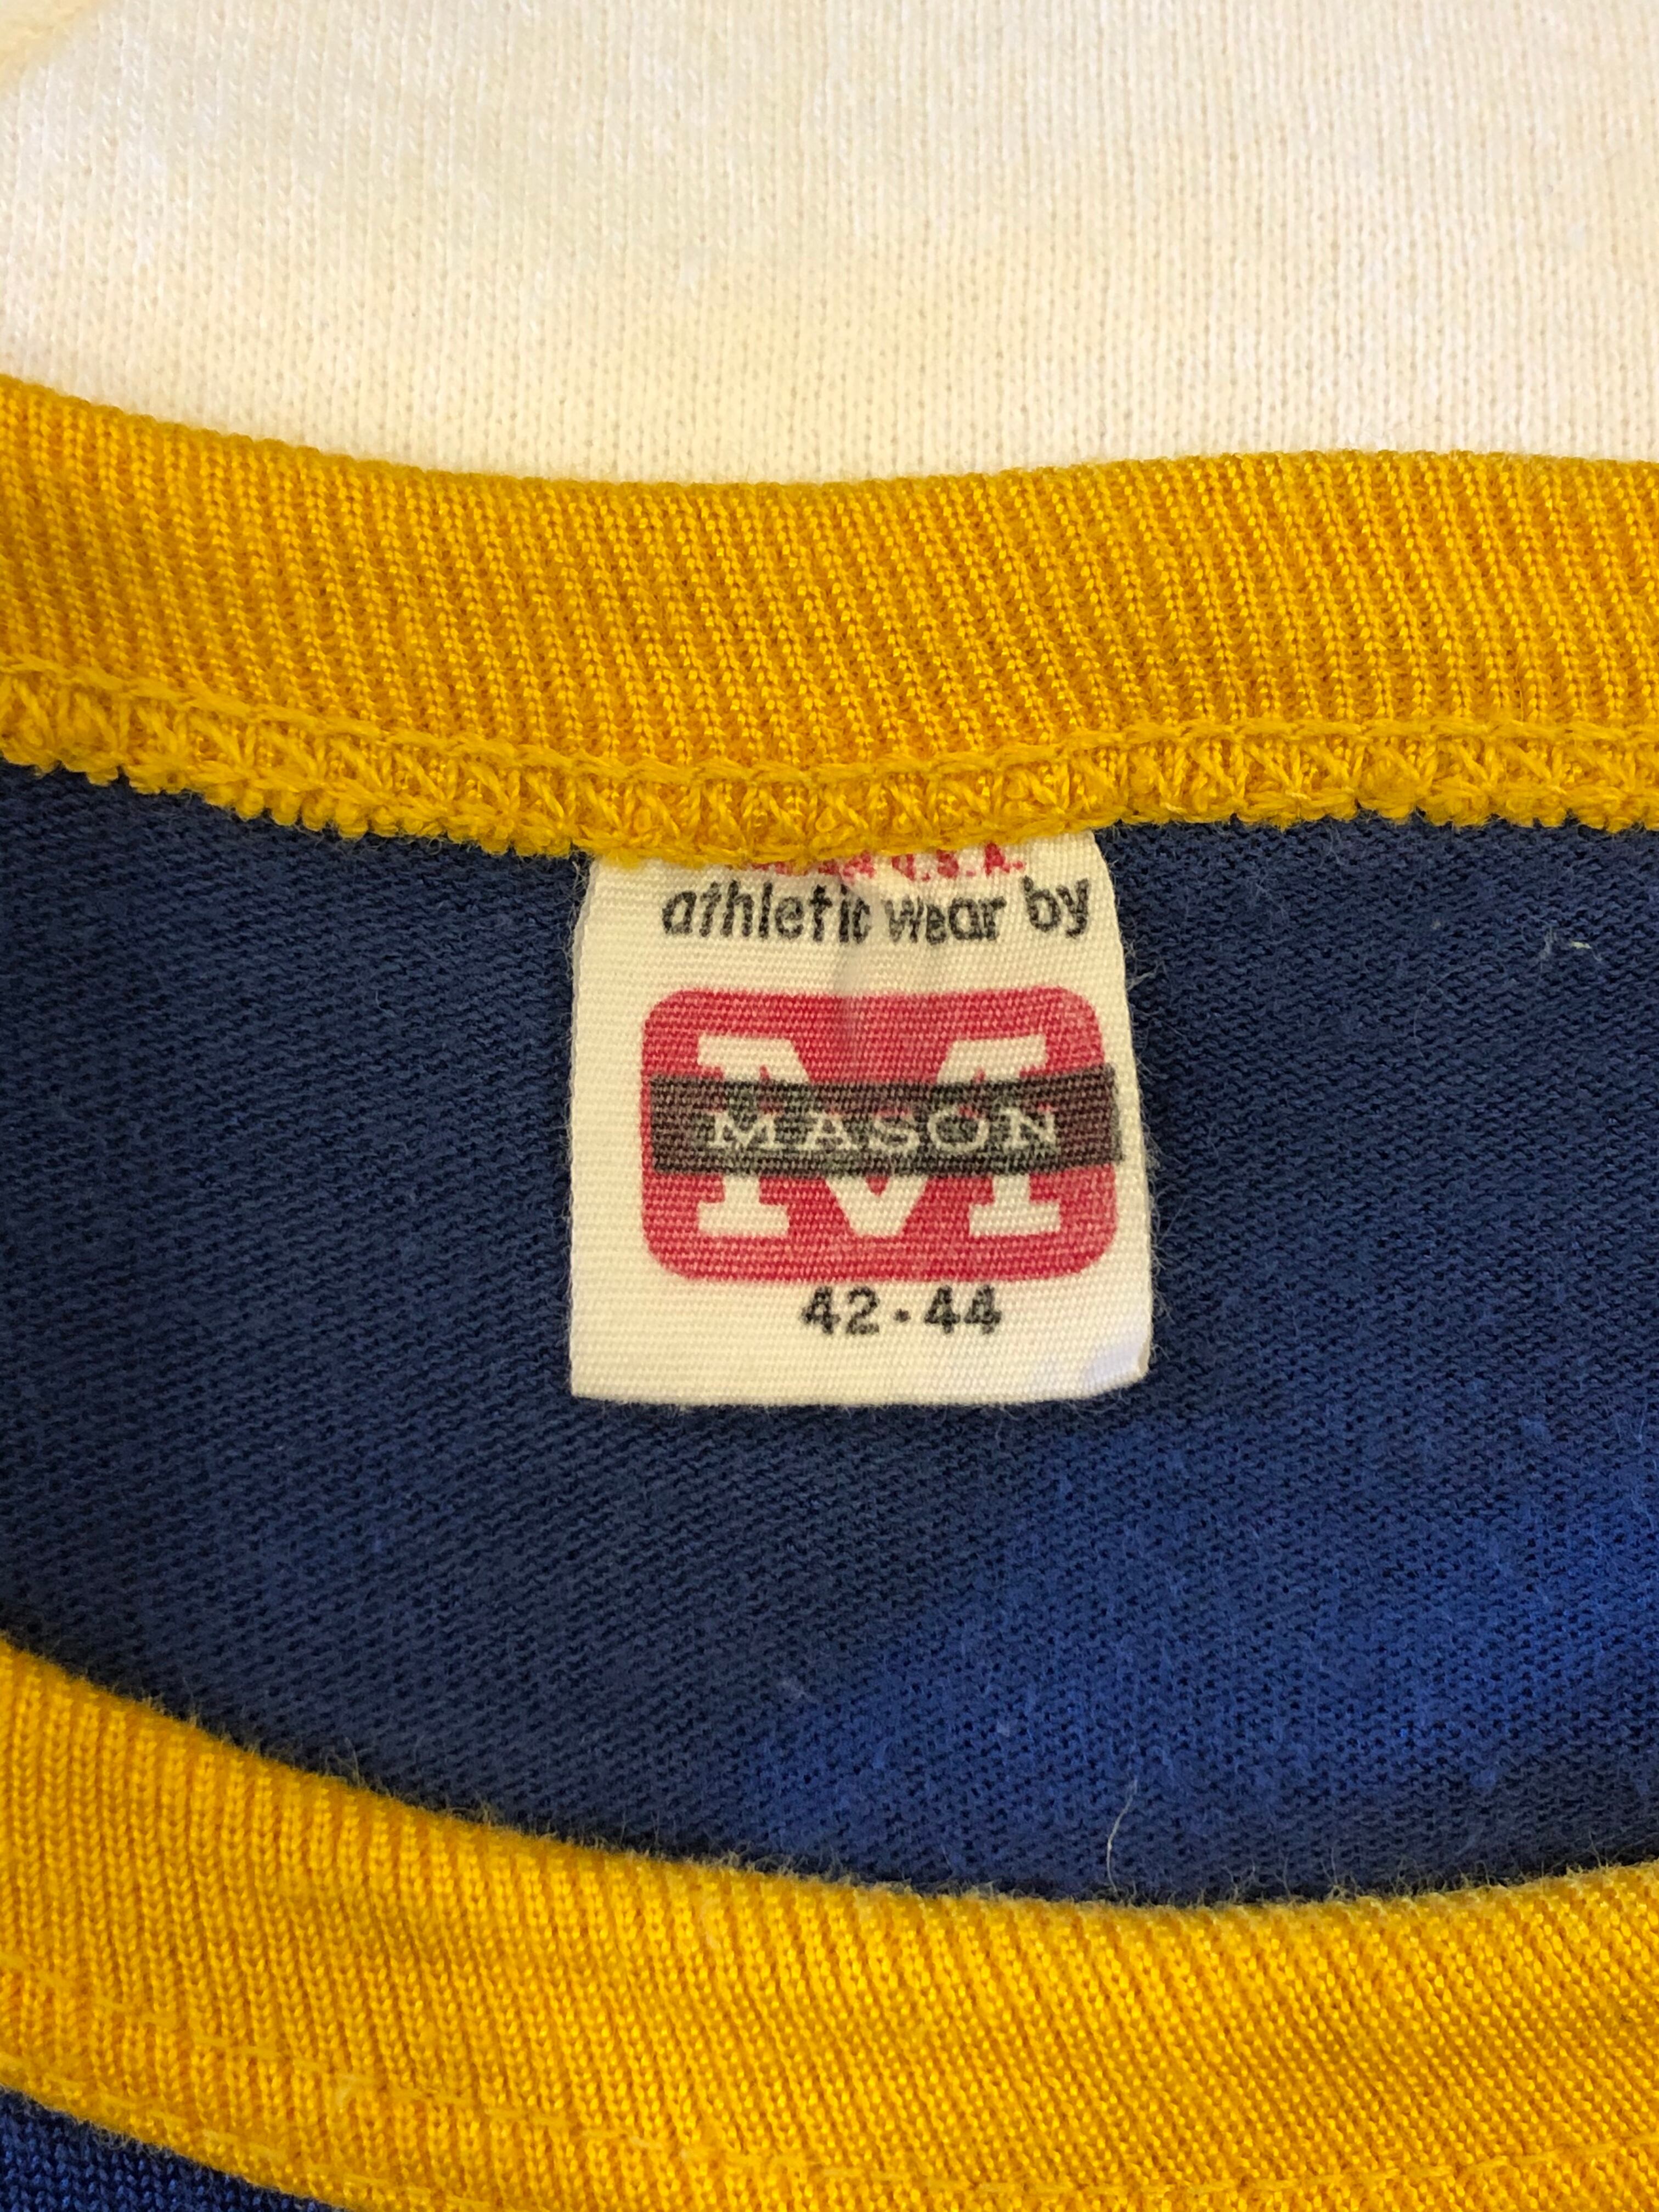 U.S.A.
athletic wear by
M
MASON
42-44